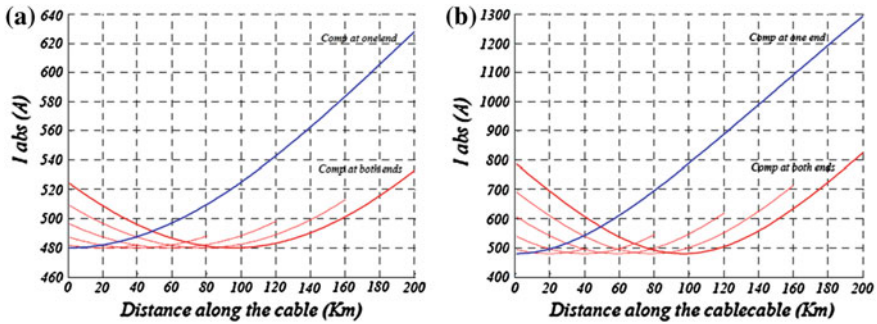 (a)
640
620
600
580
560
540
520
500
480
460
I abs (A)
Comp at one end
Comp at both ends
0 20 40 60 80 100 120 140 160 180 200
Distance along the cable (Km)
(b)
1300
1200
1100
1000
900
800
700
600
500
400
I abs (A)
Comp at one end
Comp at both ends
0 20 40 60 80 100 120 140 160 180 200
Distance along the cablecable (Km)